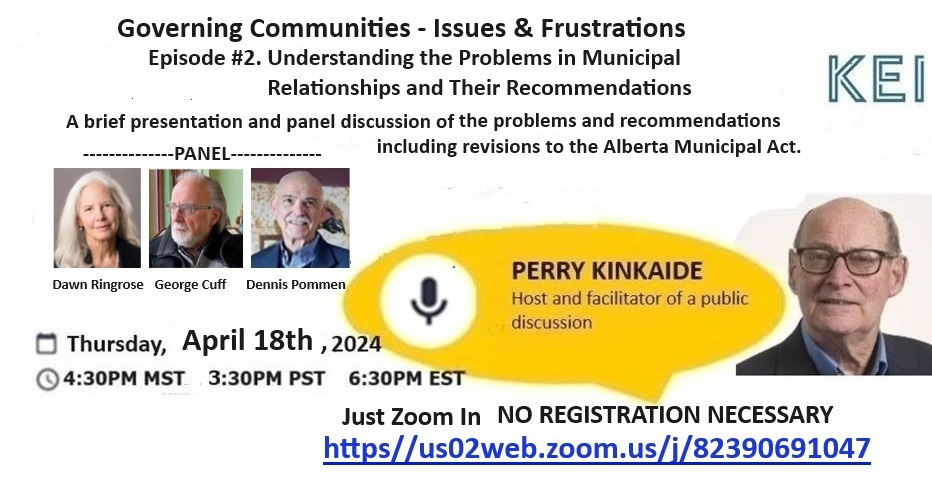 Governing Communities - Issues & Frustrations
Episode #2. Understanding the Problems in Municipal
Relationships and Their Recommendations
KEI
A brief presentation and panel discussion of the problems and recommendations
including revisions to the Alberta Municipal Act.
--------------PANEL--------------
Dawn Ringrose George Cuff Dennis Pommen
PERRY KINKAIDE
Host and facilitator of a public
discussion
Thursday, April 18th , 2024
4:30PM MST 3:30PM PST 6:30PM EST
Just Zoom In NO REGISTRATION NECESSARY
https//us02web.zoom.us/j/82390691047